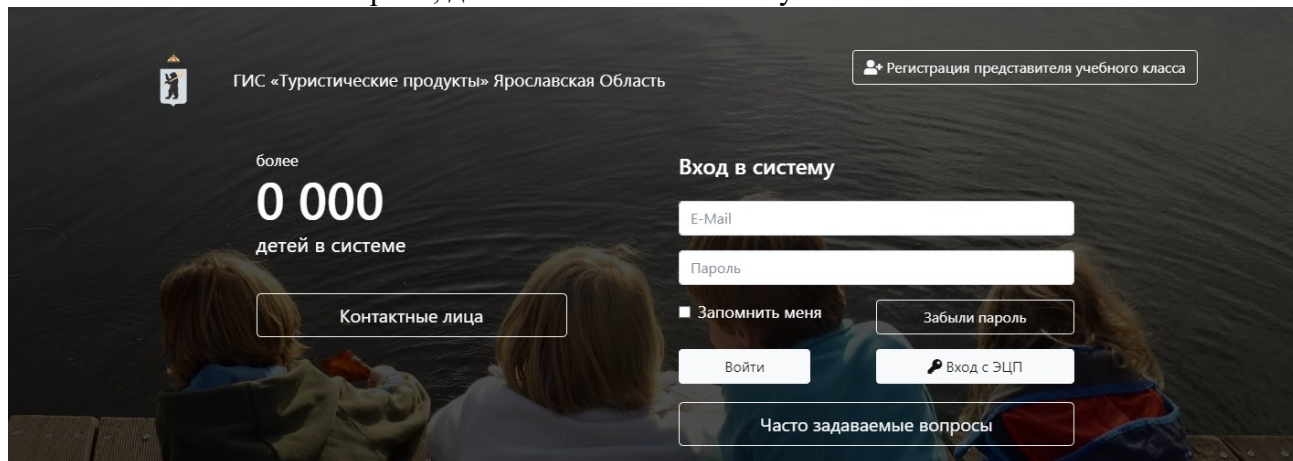 ГИС «Туристические продукты» Ярославская Область
Регистрация представителя учебного класса
более
0 000
детей в системе
Контактные лица
Вход в систему
E-Mail
Пароль
Запомнить меня
Забыли пароль
Войти
Вход с ЭЦП
Часто задаваемые вопросы